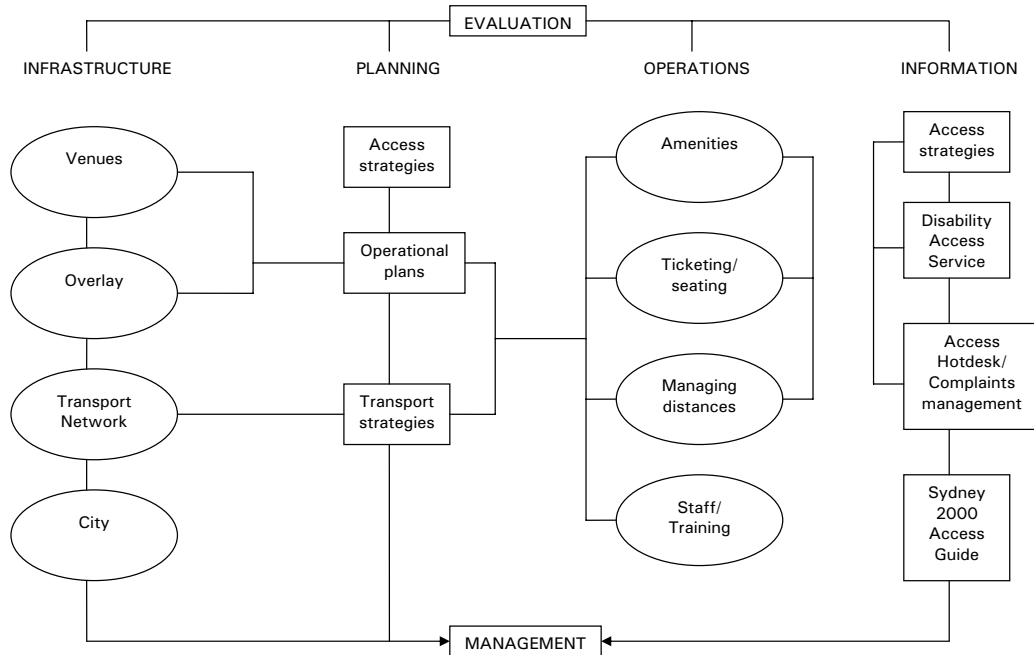 EVALUATION
INFRASTRUCTURE
PLANNING
OPERATIONS
INFORMATION
Venues
Overlay
Transport
Network
City
Access
strategies
Operational
plans
Transport
strategies
Amenities
Ticketing/
seating
Managing
distances
Staff/
Training
Access
strategies
Disability
Access
Service
Access
Hotdesk/
Complaints
management
Sydney
2000
Access
Guide
MANAGEMENT